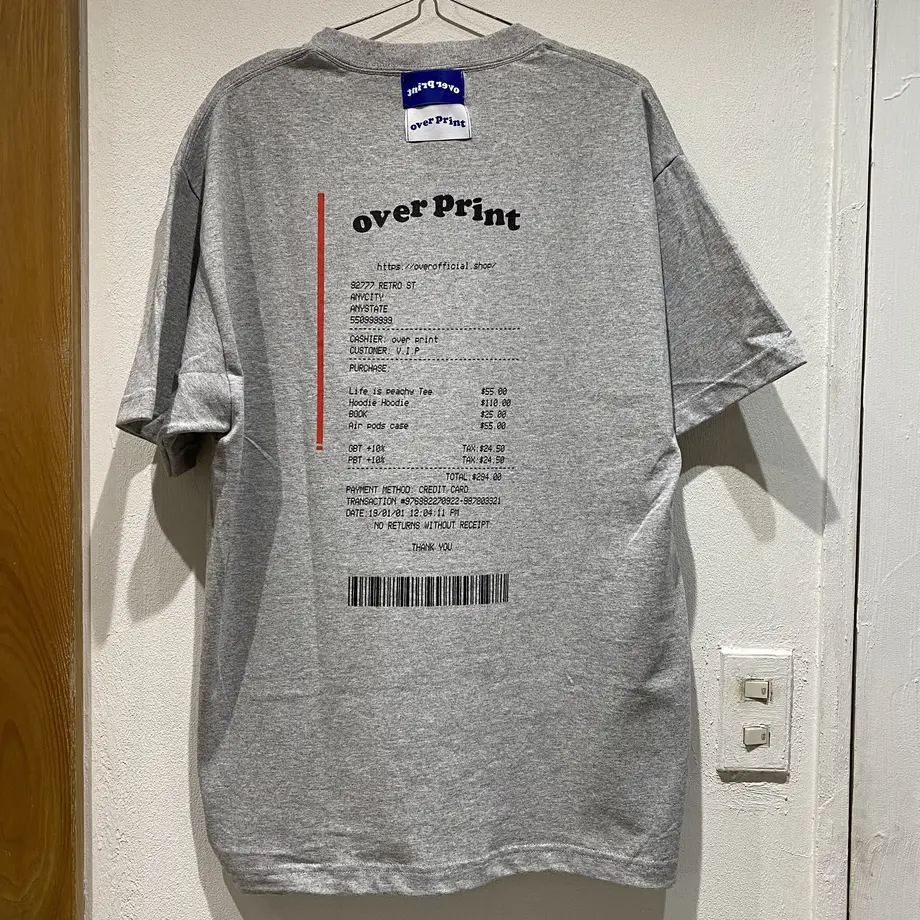 over print
over print
over print
https://overofficial.shop/
92777 RETRO ST
ANYCITY
ANYSTATE
550999999
CASHIER: over print
CUSTOMER: V.I.P
PURCHASE:
Life is peachy Tee $55.00
Hoodie Hoodie $110.00
BOOK $25.00
Air pods case $55.00
GBT +10% TAX:$24.50
PBT +10% TAX:$24.50
TOTAL:$294.00
PAYMENT METHOD: CREDIT CARD
TRANSACTION #976882270922-987603321
DATE:19/01/01 12:04:11 PM
NO RETURNS WITHOUT RECEIPT
THANK YOU